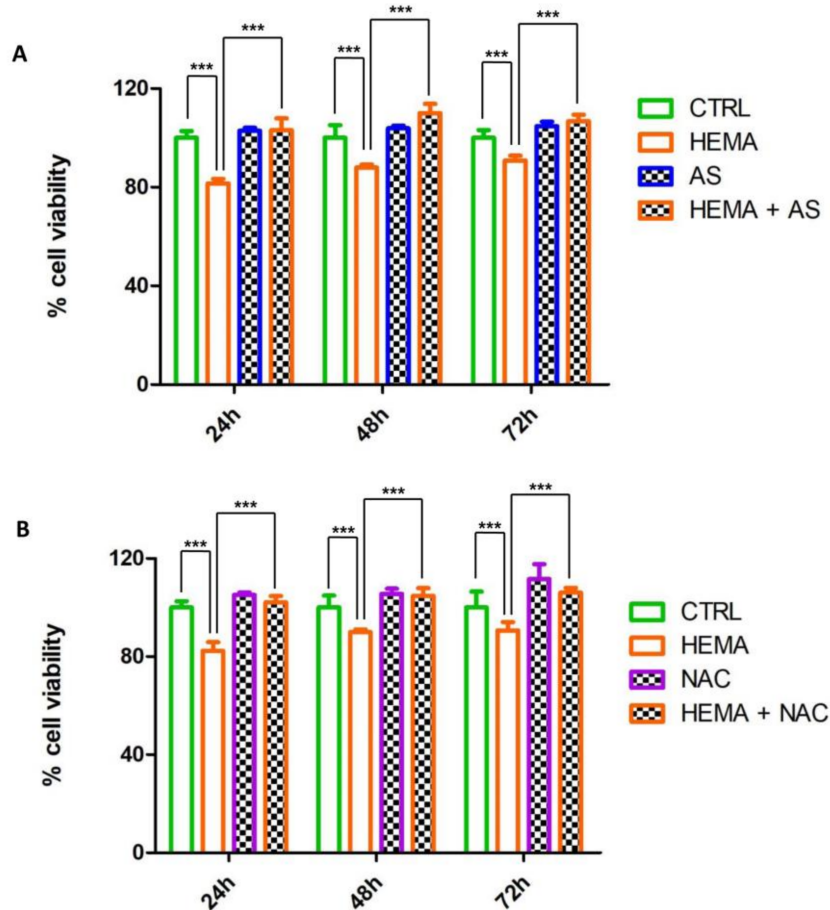 A
*** *** *** *** *** ***
% cell viability
120
80
40
0
24h 48h 72h
CTRL
HEMA
AS
HEMA + AS
B
*** *** *** *** *** ***
% cell viability
120
80
40
0
24h 48h 72h
CTRL
HEMA
NAC
HEMA + NAC